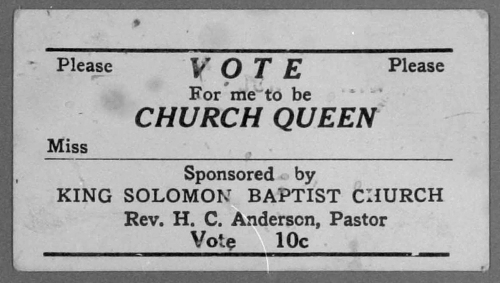 Please VOTE Please
For me to be
CHURCH QUEEN
Miss
Sponsored by
KING SOLOMON BAPTIST CHURCH
Rev. H. C. Anderson, Pastor
Vote 10c